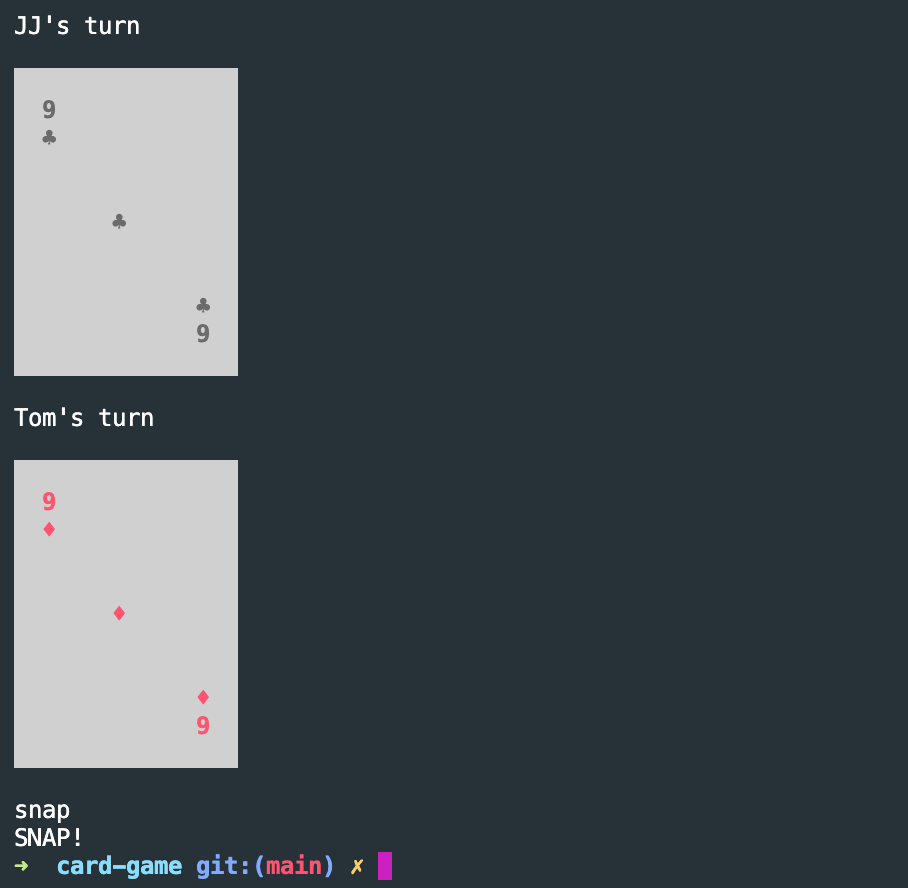 JJ's turn
9
♣
♣
♣
9
Tom's turn
9
♦
♦
♦
9
snap
SNAP!
➜  card-game git:(main) ✗